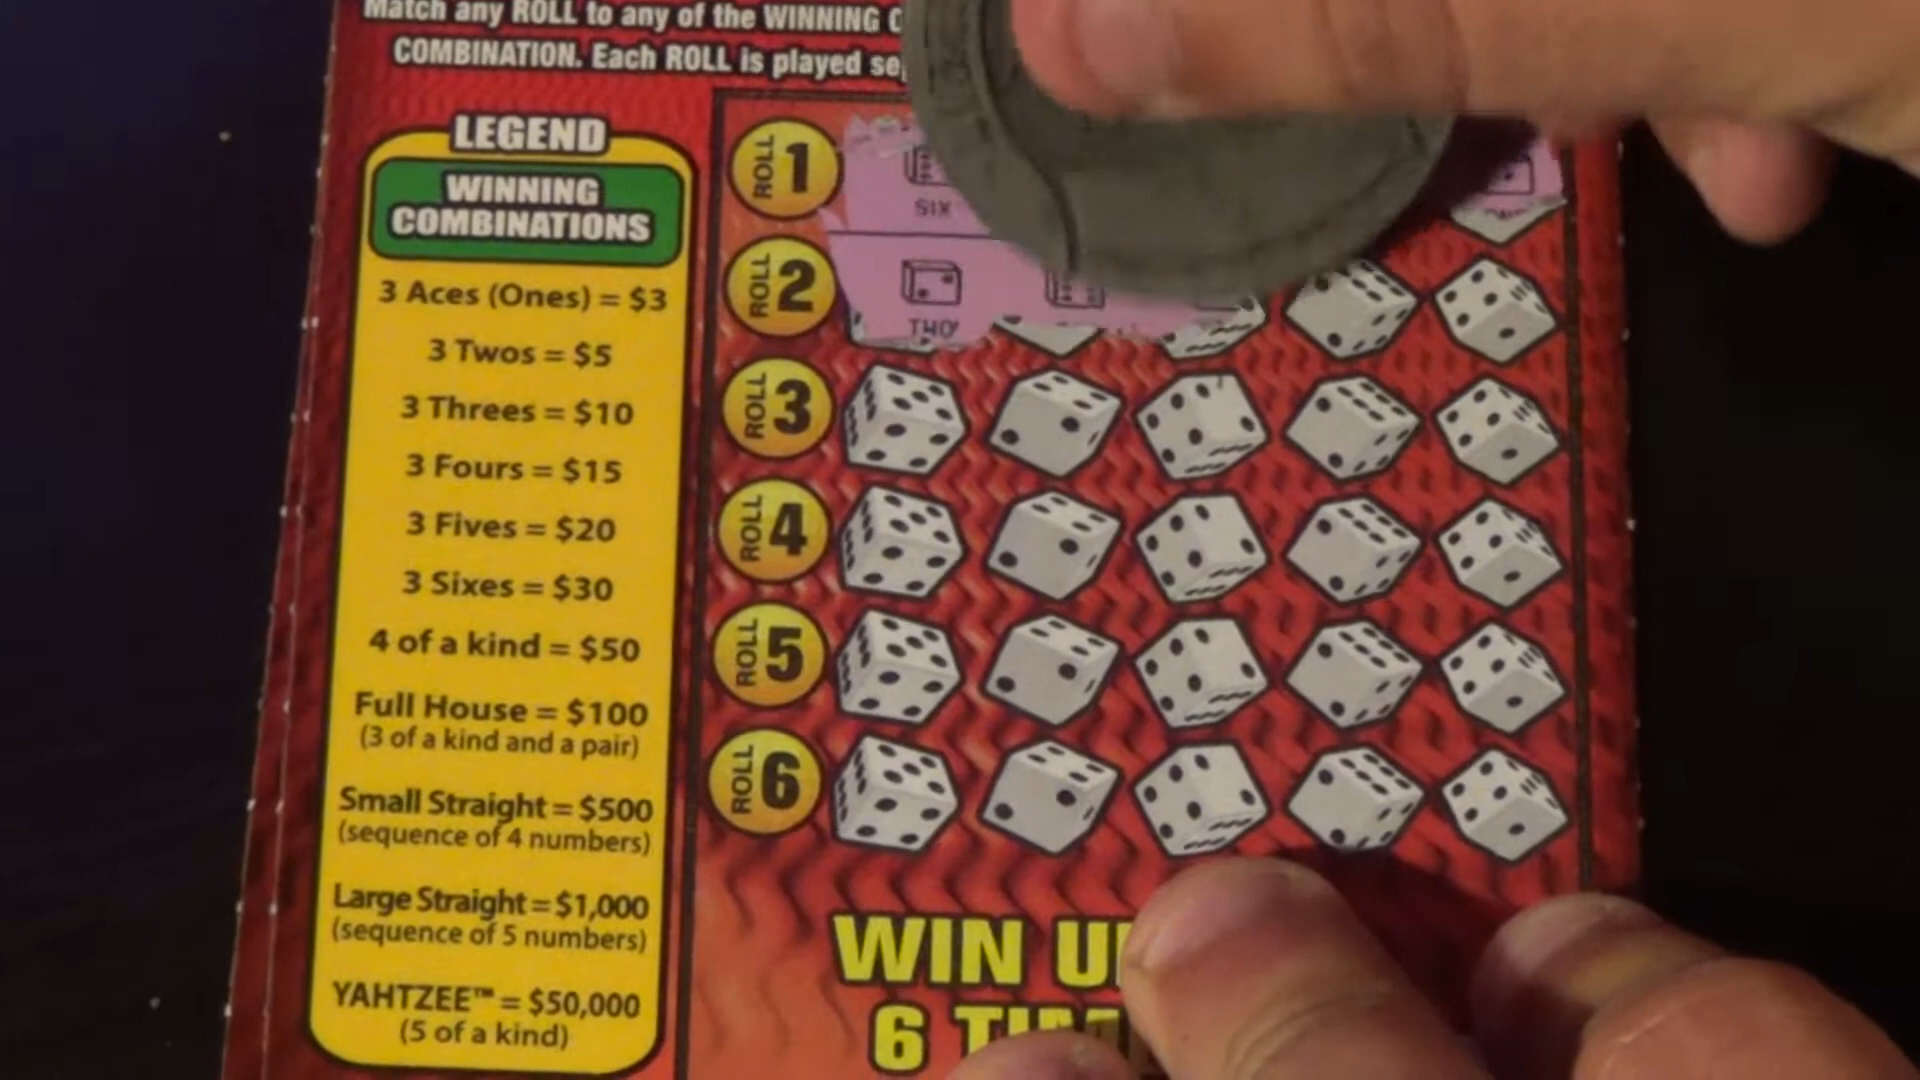 Match any ROLL to any of the WINNING
COMBINATION. Each ROLL is played
LEGEND
WINNING
COMBINATIONS
3 Aces (Ones) = $3
3 Twos = $5
3 Threes = $10
3 Fours = $15
3 Fives = $20
3 Sixes = $30
4 of a kind = $50
Full House = $100
(3 of a kind and a pair)
Small Straight = $500
(sequence of 4 numbers)
Large Straight = $1,000
(sequence of 5 numbers)
YAHTZEE™ = $50,000
(5 of a kind)
ROLL 1
SIX
ROLL 2
TWO
ROLL 3
ROLL 4
ROLL 5
ROLL 6
WIN
6